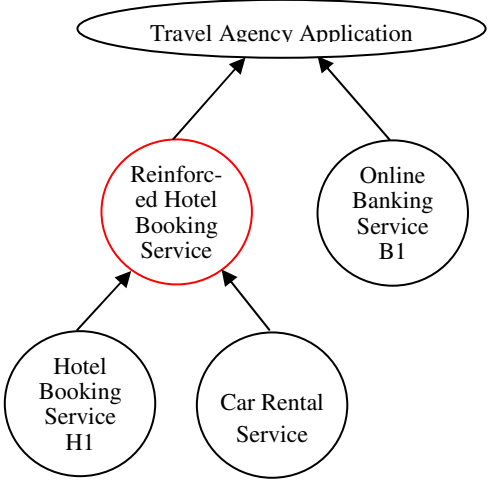 Travel Agency Application
Reinforc-
ed Hotel
Booking
Service
Online
Banking
Service
B1
Hotel
Booking
Service
H1
Car Rental
Service